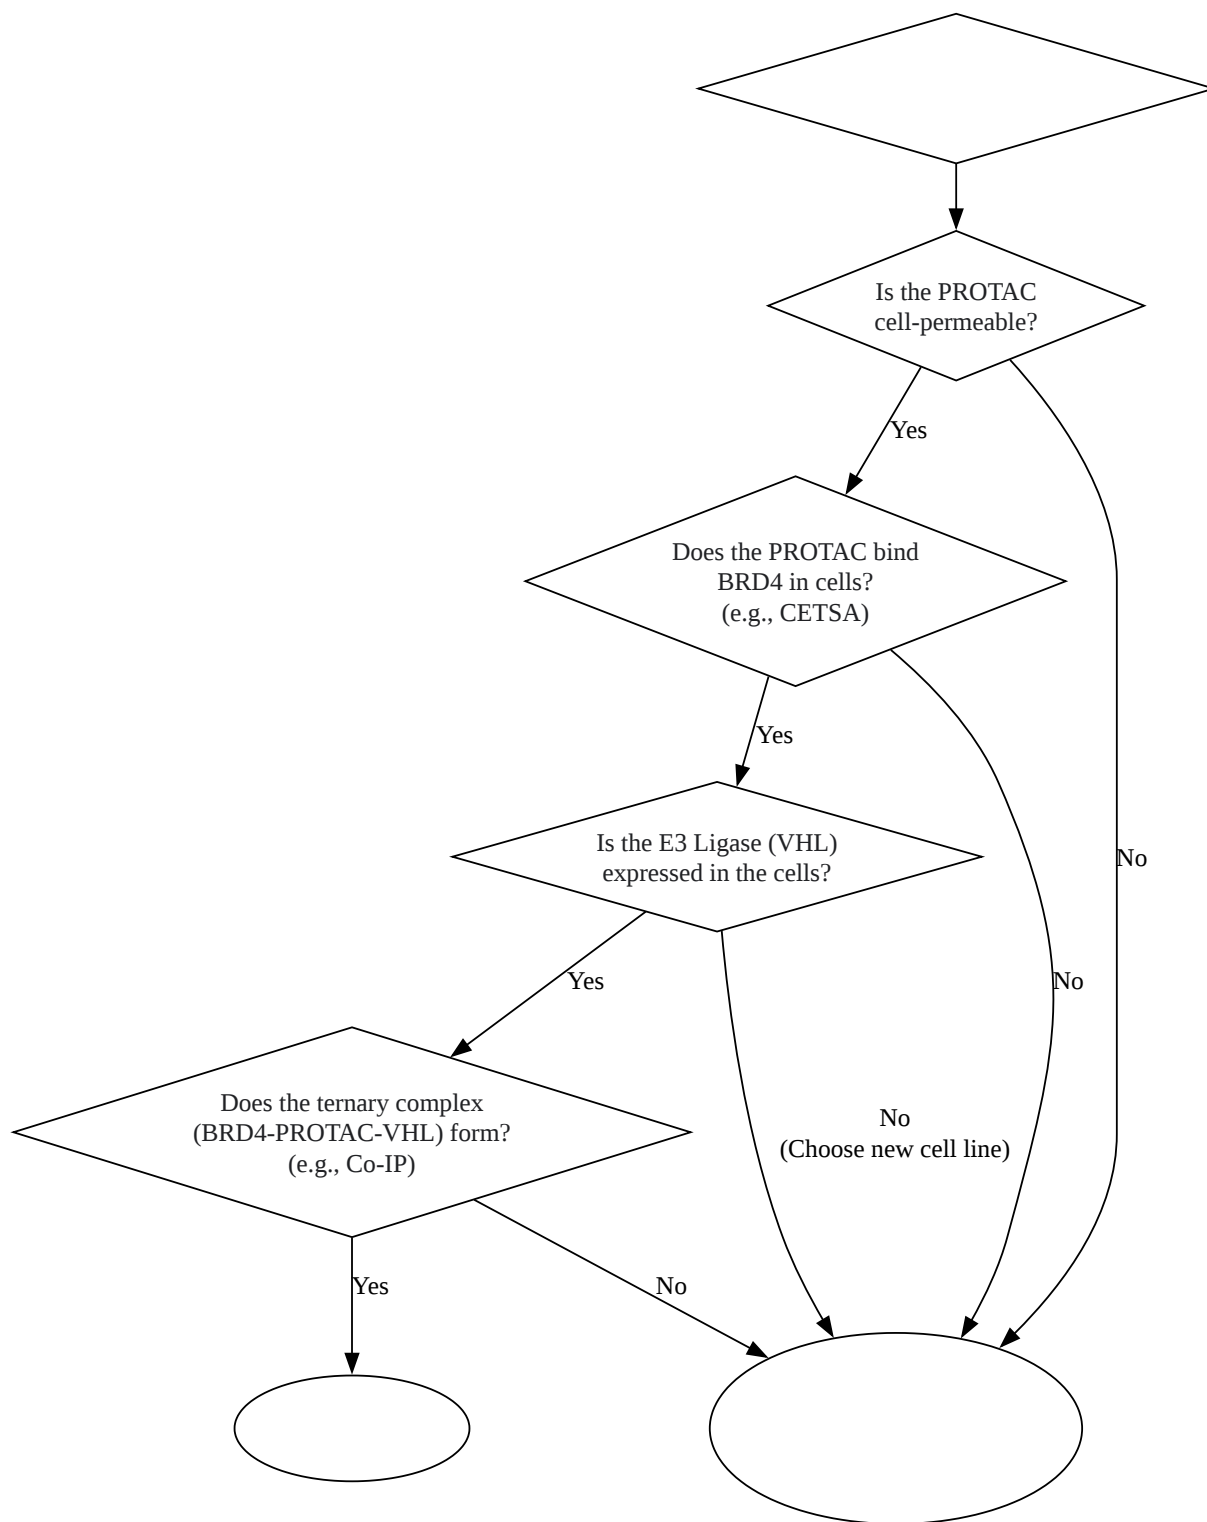 Is the PROTAC
cell-permeable?
Yes
Does the PROTAC bind
BRD4 in cells?
(e.g., CETSA)
Yes
Is the E3 Ligase (VHL)
expressed in the cells?
No
Yes
No
Does the ternary complex
(BRD4-PROTAC-VHL) form?
(e.g., Co-IP)
No
(Choose new cell line)
Yes
No